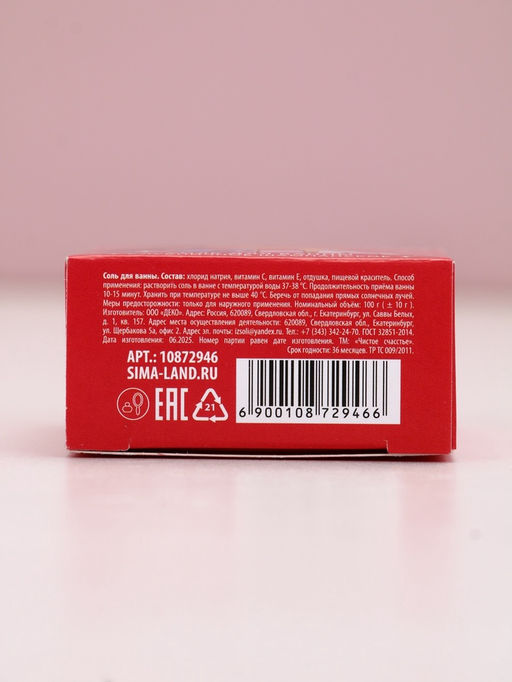 Соль для ванны. Состав: хлорид натрия, витамин С, витамин Е, отдушка, пищевой краситель. Способ
применения: растворить соль в ванне с температурой воды 37-38 °С. Продолжительность приёма ванны
10-15 минут. Хранить при температуре не выше 40 °С. Беречь от попадания прямых солнечных лучей.
Меры предосторожности: только для наружного применения. Номинальный объём: 100 г ( ± 10 г ).
Изготовитель: ООО «ДЕКО». Адрес: Россия, 620089, Свердловская обл., г. Екатеринбург, ул. Саввы Белых,
д. 1, кв. 157. Адрес места осуществления деятельности: 620089, Свердловская обл., г. Екатеринбург,
ул. Щербакова 5а, офис 2. Адрес эл. почты: izsoli@yandex.ru. Тел.: +7 (343) 342-24-70. ГОСТ 32851-2014.
Дата изготовления: 06.2025. Номер партии равен дате изготовления. ТМ: «Чистое счастье».
Срок годности: 36 месяцев. ТР ТС 009/2011.
АРТ.: 10872946
SIMA-LAND.RU
EAC 21
6 900108 729466